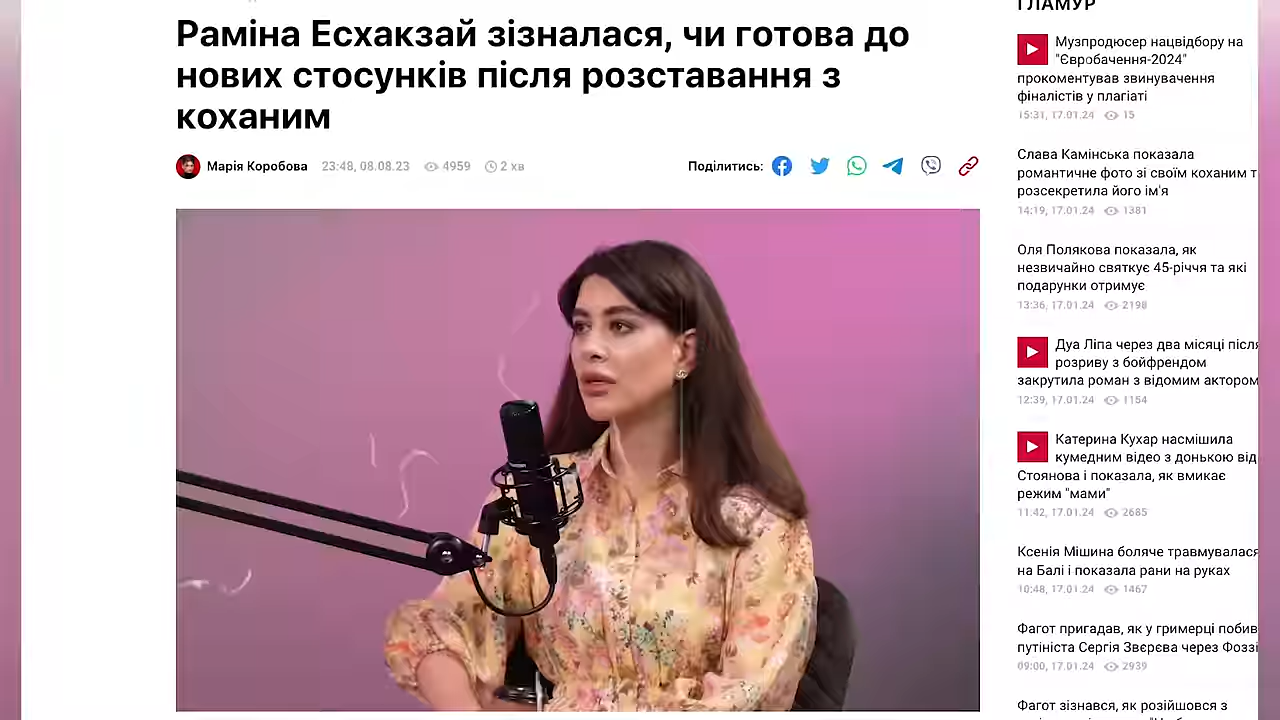 Раміна Есхакзай зізналася, чи готова до
нових стосунків після розставання з
коханим
Марія Коробова 23:48, 08.08.23 4959 2 хв
Поділитись:
ГЛАМУР
Музпродюсер нацвідбору на
"Євробачення-2024"
прокоментував звинувачення
фіналістів у плагіаті
15:31, 17.01.24 15
Слава Камінська показала
романтичне фото зі своїм коханим т
розсекретила його ім'я
14:19, 17.01.24 1381
Оля Полякова показала, як
незвичайно святкує 45-річчя та які
подарунки отримує
13:36, 17.01.24 2198
Дуа Ліпа через два місяці після
розриву з бойфрендом
закрутила роман з відомим актором
12:39, 17.01.24 1154
Катерина Кухар насмішила
кумедним відео з донькою від
Стоянова і показала, як вмикає
режим "мами"
11:42, 17.01.24 2685
Ксенія Мішина боляче травмувалася
на Балі і показала рани на руках
10:48, 17.01.24 1467
Фагот пригадав, як у гримерці побив
путініста Сергія Звєрєва через Фоззі
09:00, 17.01.24 2939
Фагот зізнався, як розійшовся з